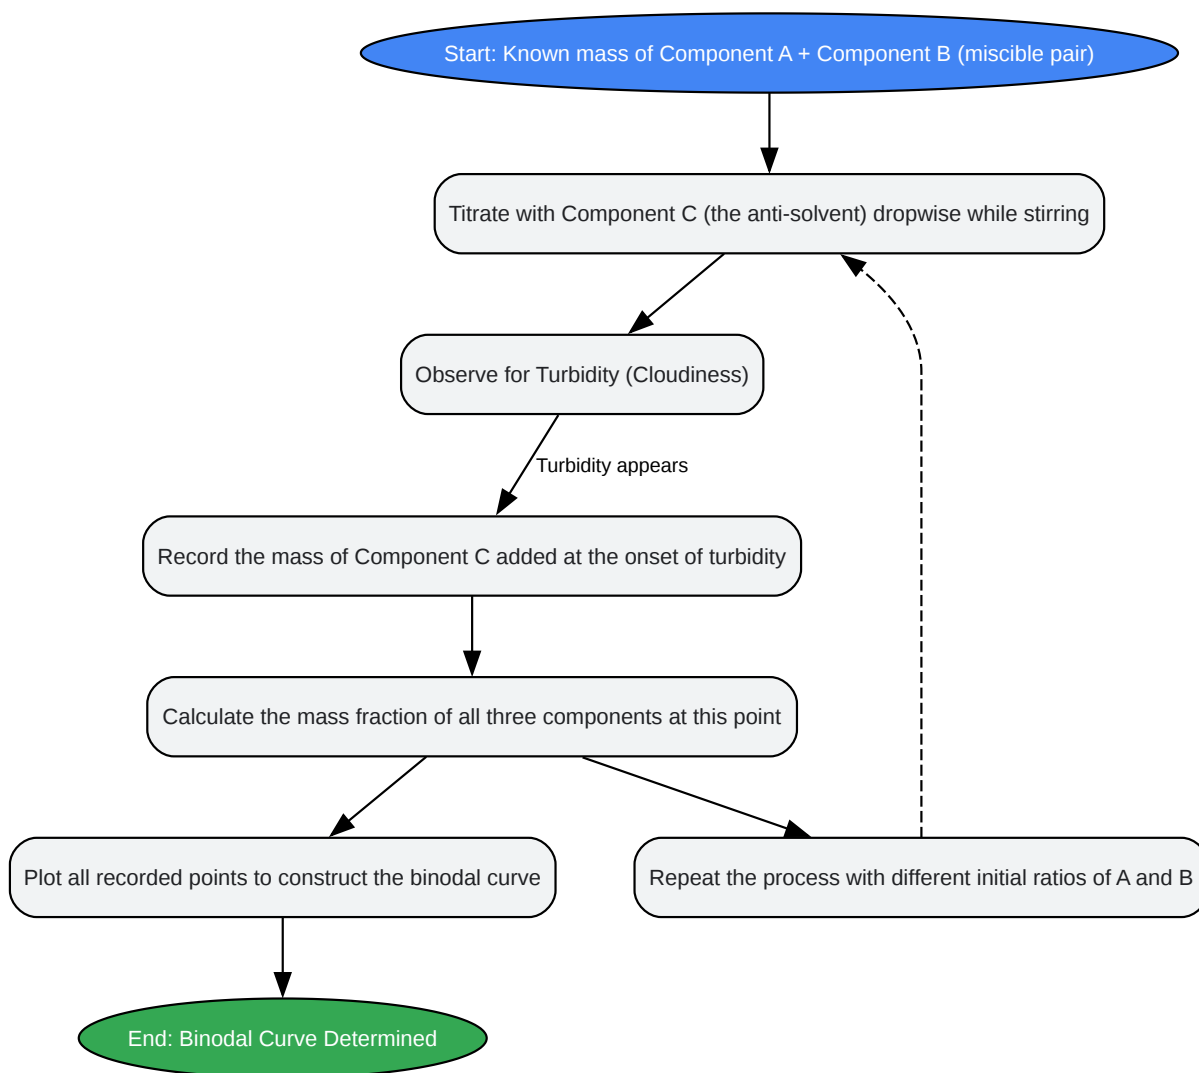 Start: Known mass of Component A + Component B (miscible pair)
Titrate with Component C (the anti-solvent) dropwise while stirring
Observe for Turbidity (Cloudiness)
Turbidity appears
Record the mass of Component C added at the onset of turbidity
Calculate the mass fraction of all three components at this point
Plot all recorded points to construct the binodal curve
Repeat the process with different initial ratios of A and B
End: Binodal Curve Determined